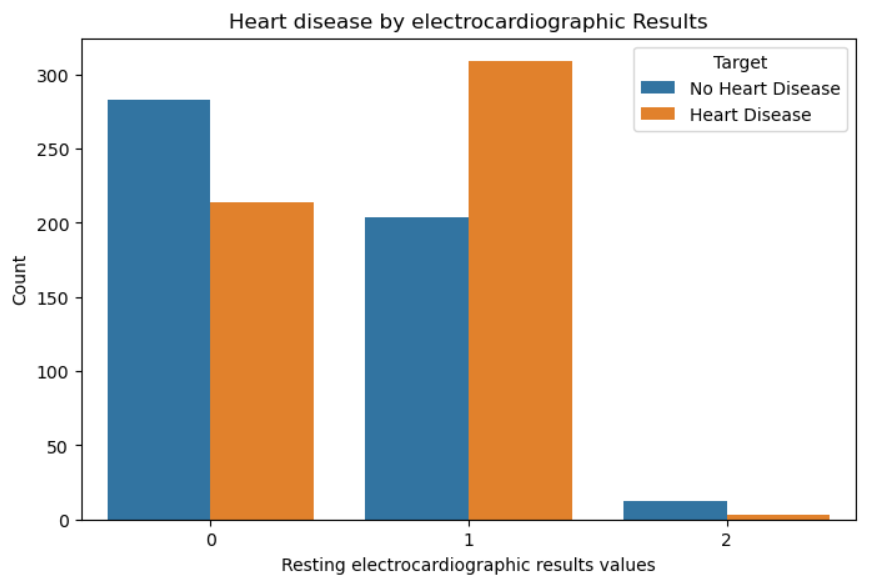 Heart disease by electrocardiographic Results
Target
No Heart Disease
Heart Disease
300
250
200
150
100
50
0
Count
0 1 2
Resting electrocardiographic results values